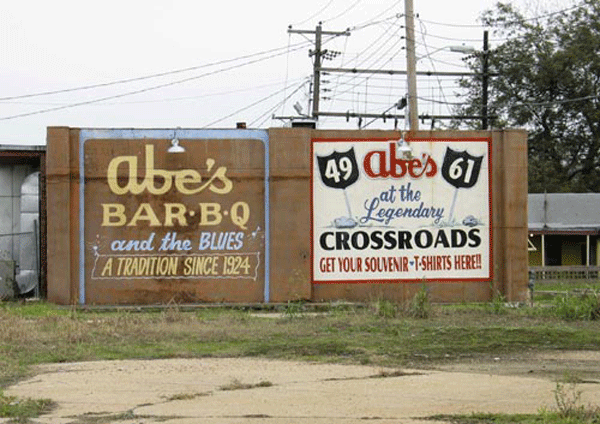 abe's
BAR·B·Q
and the BLUES
A TRADITION SINCE 1924
49 abe's 61
at the
Legendary
CROSSROADS
GET YOUR SOUVENIR-T-SHIRTS HERE!!